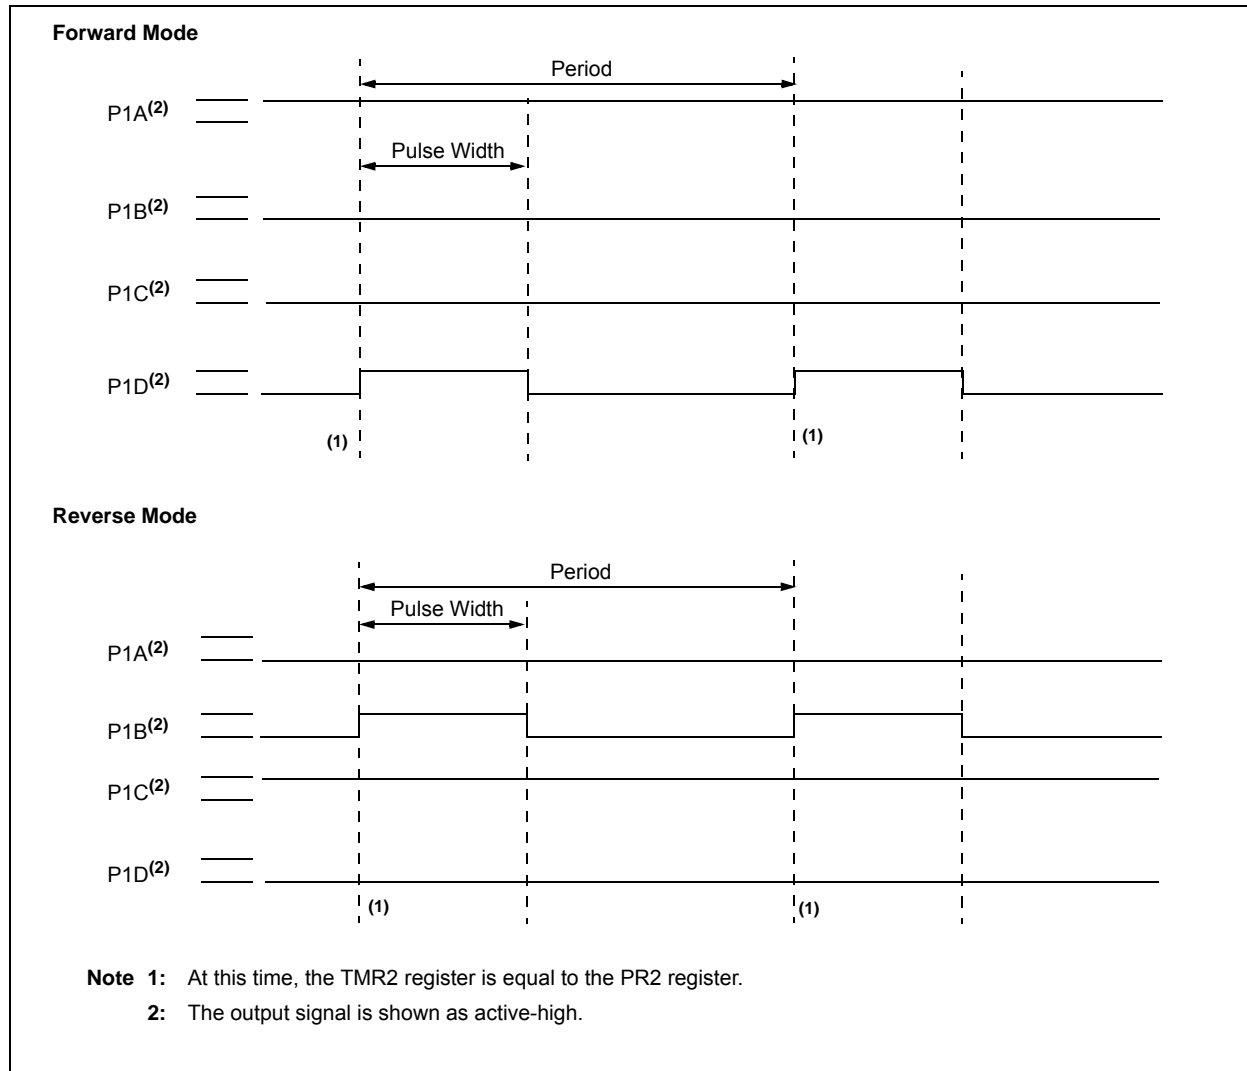 Forward Mode
Period
P1A(2)
Pulse Width
P1B(2)
P1C(2)
P1D(2)
(1)
(1)
Reverse Mode
Period
Pulse Width
P1A(2)
P1B(2)
P1C(2)
P1D(2)
(1)
(1)
Note 1: At this time, the TMR2 register is equal to the PR2 register.
2: The output signal is shown as active-high.